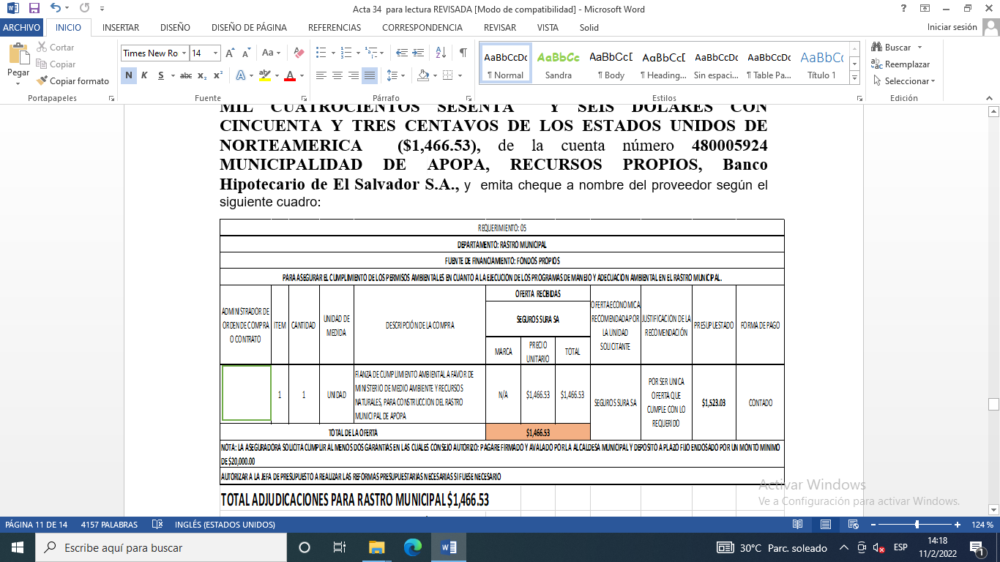 Acta 34 para lectura REVISADA [Modo de compatibilidad] - Microsoft Word
ARCHIVO INICIO INSERTAR DISEÑO DISEÑO DE PÁGINA REFERENCIAS CORRESPONDENCIA REVISAR VISTA Solid Iniciar sesión
Pegar
Cortar
Copiar
Copiar formato
Portapapeles
Times New Ro 14
N K S abc x₂ x²
Fuente
Párrafo
AaBbCcDc AaBbCc AaBbCcD AaBbCcD AaBbCcDc AaBbCcDc AaBbCc
¶ Normal Sandra ¶ Body ¶ Heading... Sin espaci... ¶ Table Pa... Título 1
Estilos
Buscar
Reemplazar
Seleccionar
Edición
MIL CUATROCIENTOS SESENTA Y SEIS DOLARES CON
CINCUENTA Y TRES CENTAVOS DE LOS ESTADOS UNIDOS DE
NORTEAMERICA ($1,466.53), de la cuenta número 480005924
MUNICIPALIDAD DE APOPA, RECURSOS PROPIOS, Banco
Hipotecario de El Salvador S.A., y emita cheque a nombre del proveedor según el
siguiente cuadro:
REQUERIMIENTO: 05
DEPARTAMENTO: RASTRO MUNICIPAL
FUENTE DE FINANCIAMIENTO: FONDOS PROPIOS
PARA ASEGURAR EL CUMPLIMIENTO DE LOS PERMISOS AMBIENTALES EN CUANTO A LA EJECUCION DE LOS PROGRAMAS DE MANEJO Y ADECUACION AMBIENTAL EN EL RASTRO MUNICIPAL.
ADMINISTRADOR DE
ORDEN DE COMPRA
O CONTRATO
ITEM
CANTIDAD
UNIDAD DE
MEDIDA
DESCRIPCIÓN DE LA COMPRA
OFERTA RECIBIDAS
SEGUROS SURA SA
MARCA
PRECIO
UNITARIO
TOTAL
OFERTA ECONOMICA
RECOMENDADA POR
LA UNIDAD
SOLICITANTE
JUSTIFICACION DE LA
RECOMENDACIÓN
PRESUPUESTADO
FORMA DE PAGO
1
1
UNIDAD
FIANZA DE CUMPLIMIENTO AMBIENTAL A FAVOR DE
MINISTERIO DE MEDIO AMBIENTE Y RECURSOS
NATURALES, PARA CONSTRUCCION DEL RASTRO
MUNICIPAL DE APOPA
N/A
$1,466.53
$1,466.53
SEGUROS SURA SA
POR SER UNICA
OFERTA QUE
CUMPLE CON LO
REQUERIDO
$1,523.03
CONTADO
TOTAL DE LA OFERTA
$1,466.53
NOTA: LA ASEGURADORA SOLICITA CUMPLIR AL MENOS DOS GARANTIAS EN LAS CUALES CONSEJO AUTORIZO: PAGARE FIRMADO Y AVALADO POR LA ALCALDESA MUNICIPAL Y DEPOSITO A PLAZO FIJO ENDOSADO POR UN MONTO MINIMO
DE $20,000.00
AUTORIZAR A LA JEFA DE PRESUPUESTO A REALIZAR LAS REFORMAS PRESUPUESTARIAS NECESARIAS SI FUESE NECESARIO
TOTAL ADJUDICACIONES PARA RASTRO MUNICIPAL $1,466.53
Activar Windows
Ve a Configuración para activar Windows.
PÁGINA 11 DE 14 4157 PALABRAS INGLÉS (ESTADOS UNIDOS) 124 %
Escribe aquí para buscar
30°C Parc. soleado
ESP
14:18
11/2/2022
1